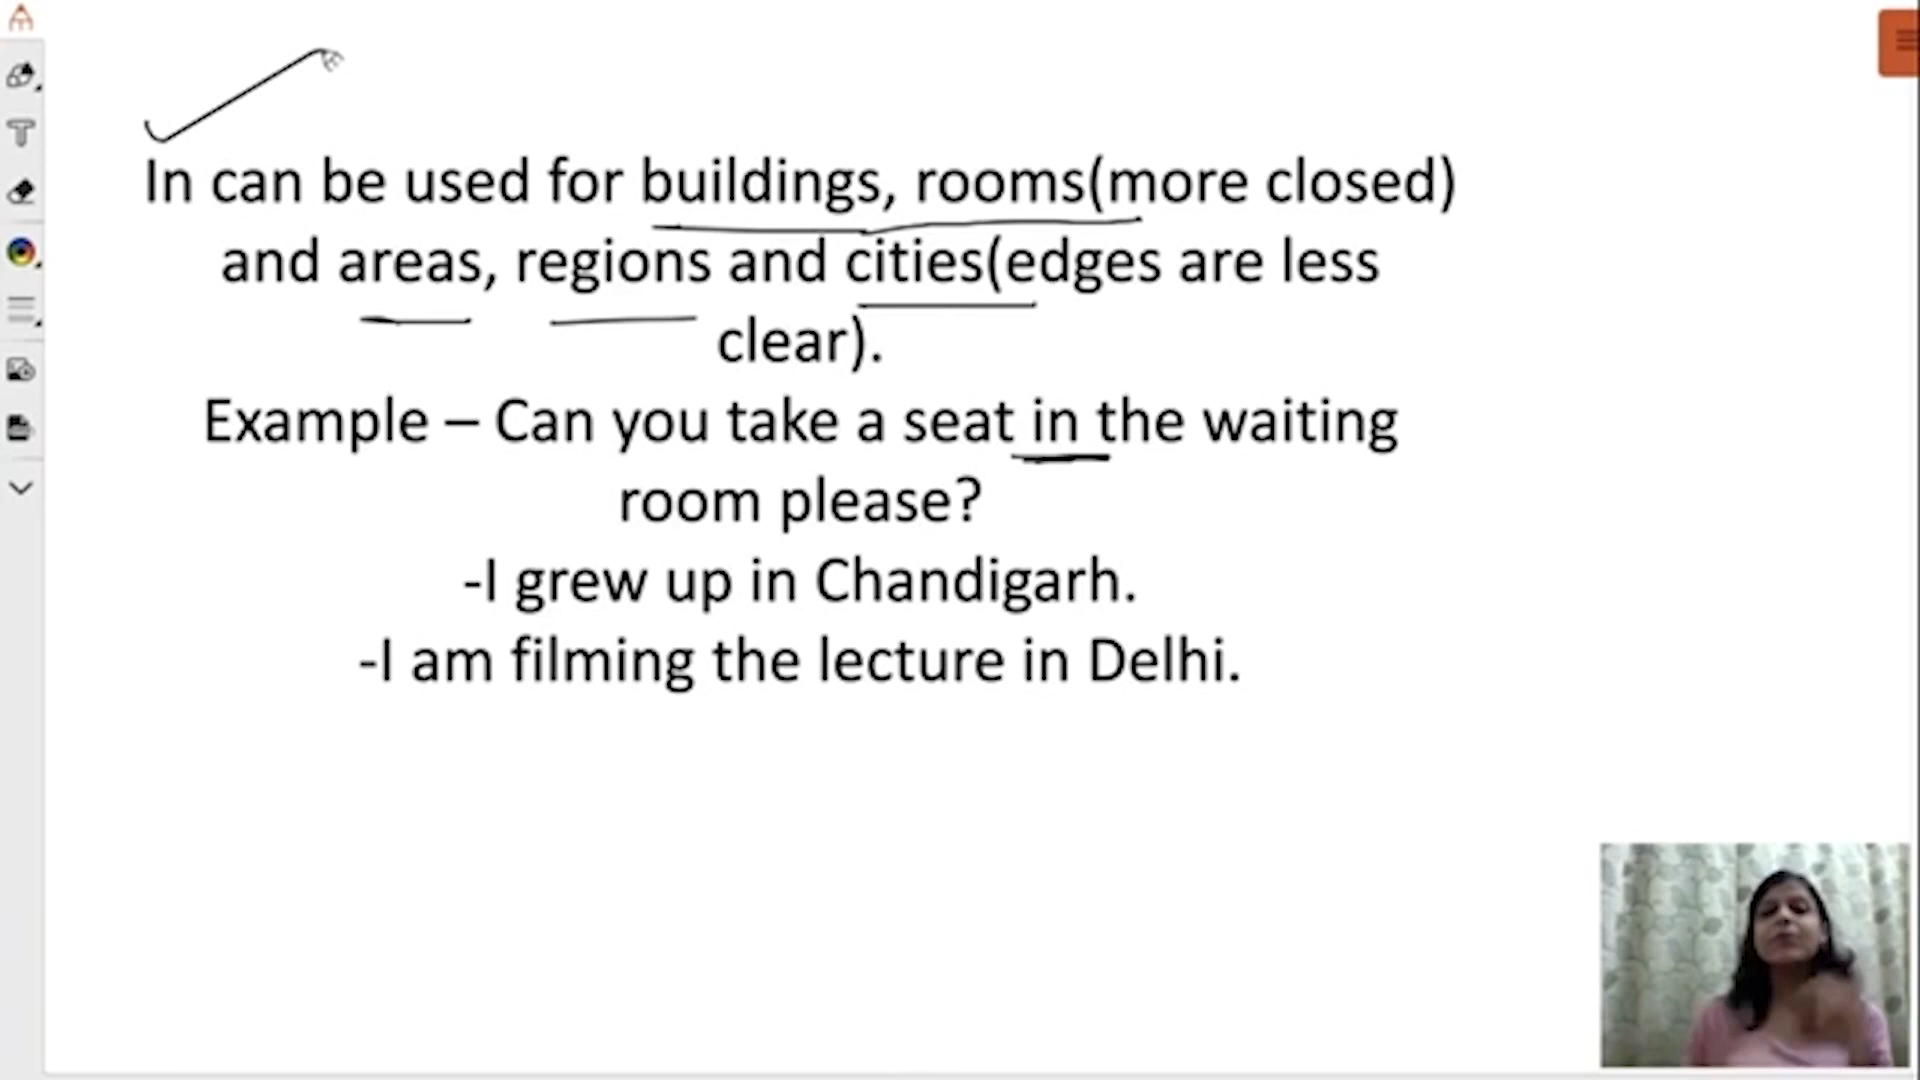 In can be used for buildings, rooms(more closed)
and areas, regions and cities(edges are less
clear).
Example – Can you take a seat in the waiting
room please?
-I grew up in Chandigarh.
-I am filming the lecture in Delhi.